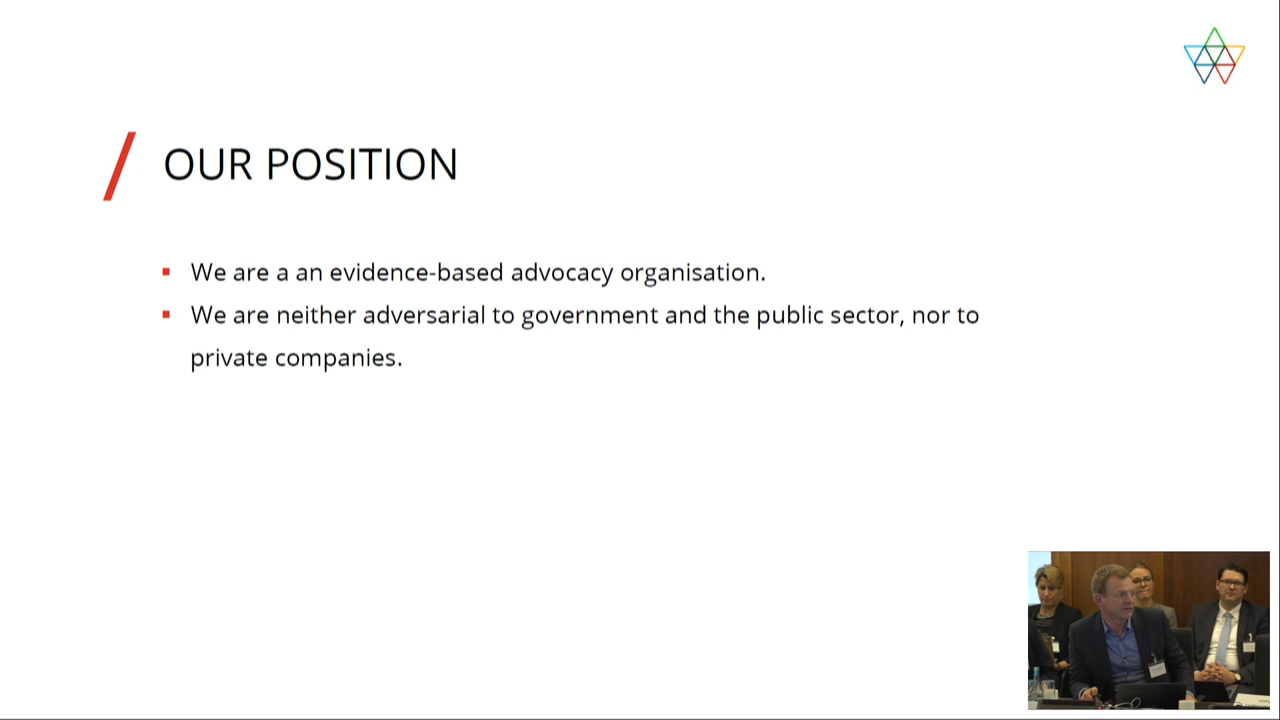 OUR POSITION
We are a an evidence-based advocacy organisation.
We are neither adversarial to government and the public sector, nor to
private companies.